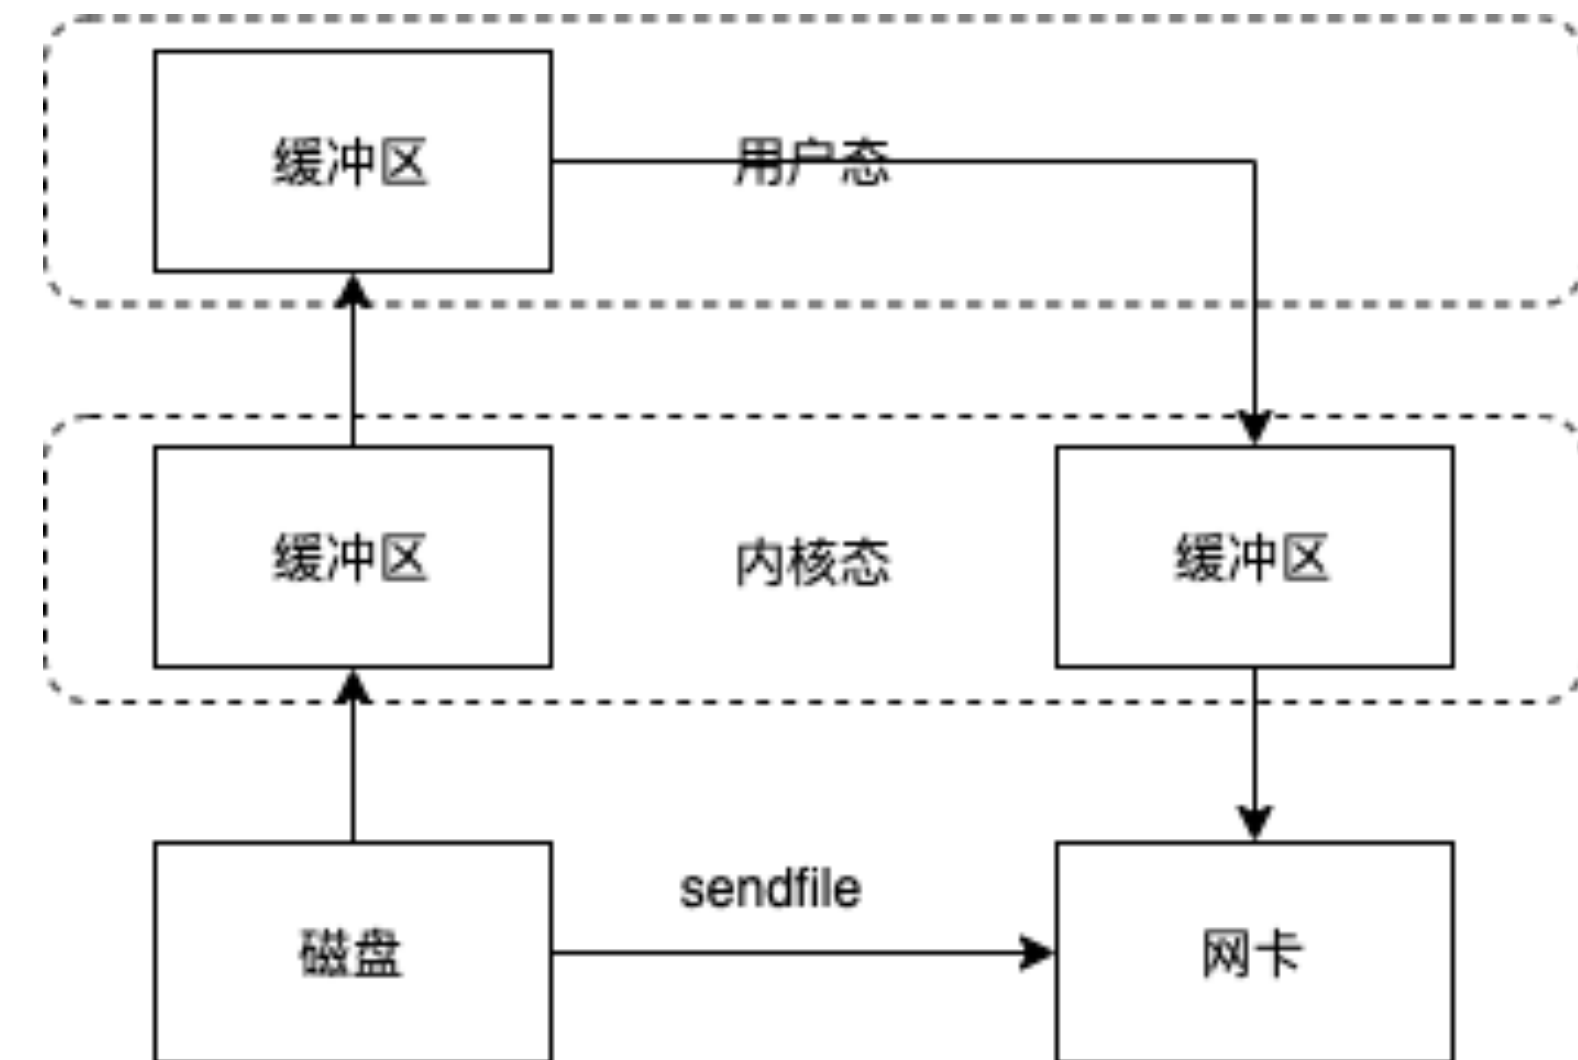 缓冲区
用户态
缓冲区
内核态
缓冲区
sendfile
磁盘
网卡